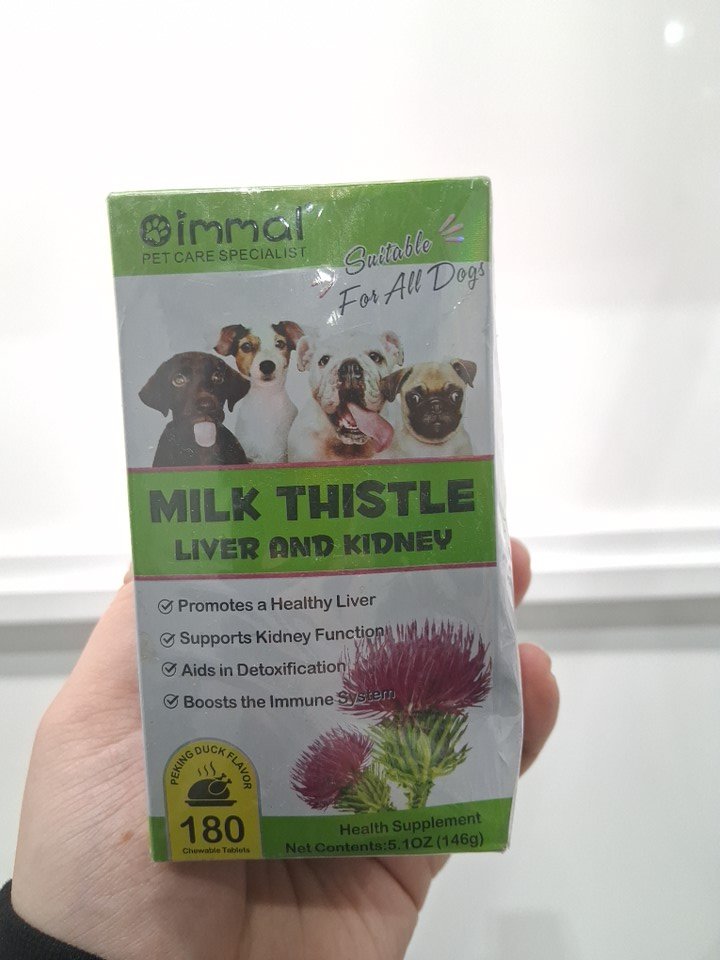 immal
PET CARE SPECIALIST
Suitable
For All Dogs
MILK THISTLE
LIVER AND KIDNEY
Promotes a Healthy Liver
Supports Kidney Function
Aids in Detoxification
Boosts the Immune System
PEKING DUCK FLAVOR
180
Chewable Tablets
Health Supplement
Net Contents:5.1OZ (146g)